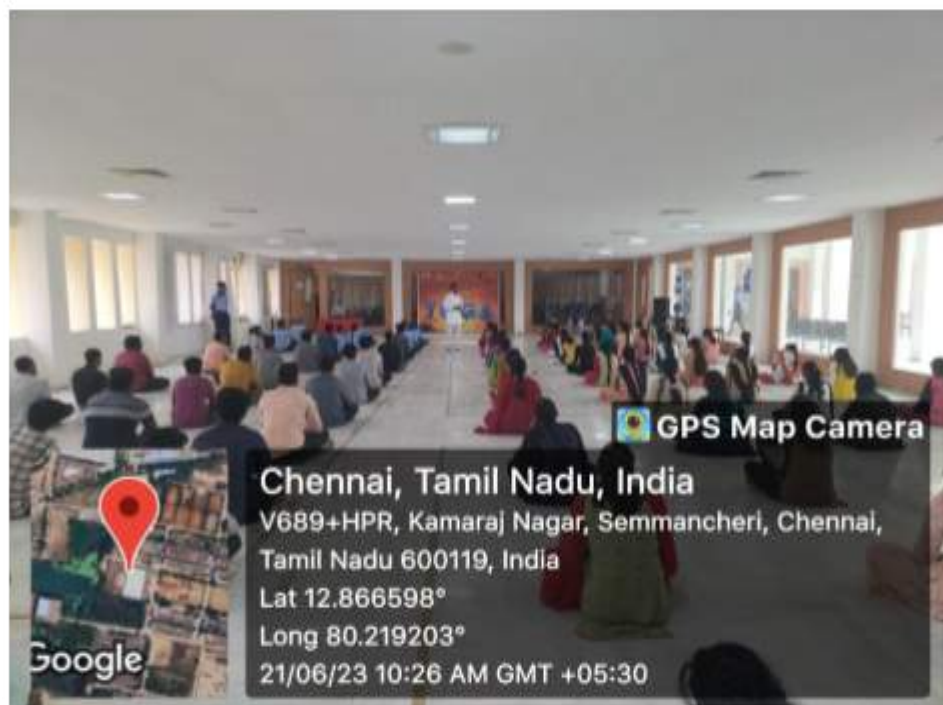 GPS Map Camera
Chennai, Tamil Nadu, India
V689+HPR, Kamaraj Nagar, Semmancheri, Chennai,
Tamil Nadu 600119, India
Lat 12.866598°
Long 80.219203°
21/06/23 10:26 AM GMT +05:30
Google